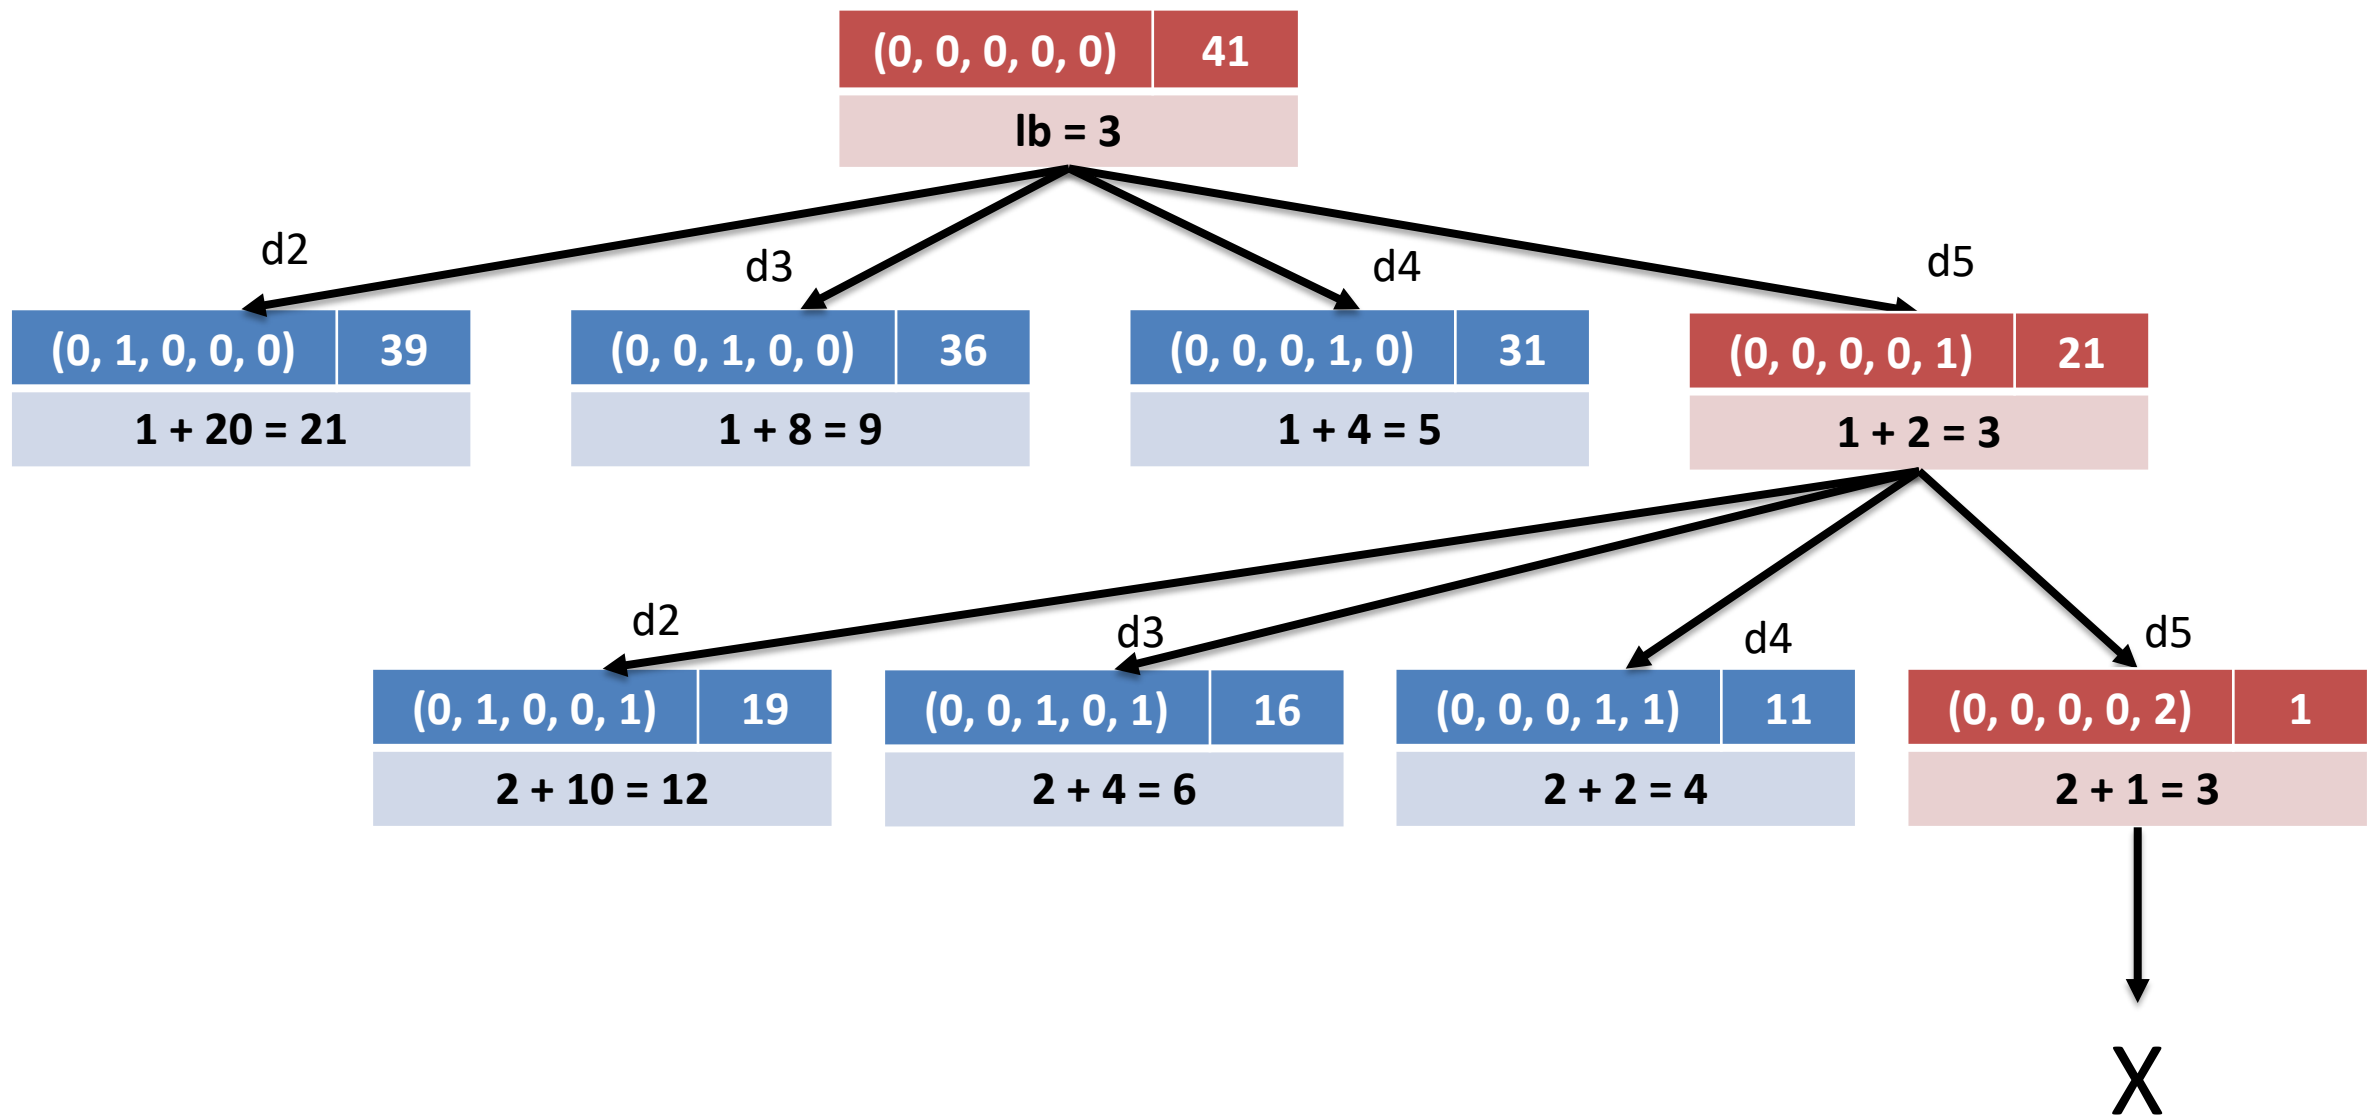 (0, 0, 0, 0, 0) 41
lb = 3
d2 d3 d4 d5
(0, 1, 0, 0, 0) 39 (0, 0, 1, 0, 0) 36 (0, 0, 0, 1, 0) 31 (0, 0, 0, 0, 1) 21
1 + 20 = 21 1 + 8 = 9 1 + 4 = 5 1 + 2 = 3
d2 d3 d4 d5
(0, 1, 0, 0, 1) 19 (0, 0, 1, 0, 1) 16 (0, 0, 0, 1, 1) 11 (0, 0, 0, 0, 2) 1
2 + 10 = 12 2 + 4 = 6 2 + 2 = 4 2 + 1 = 3
X